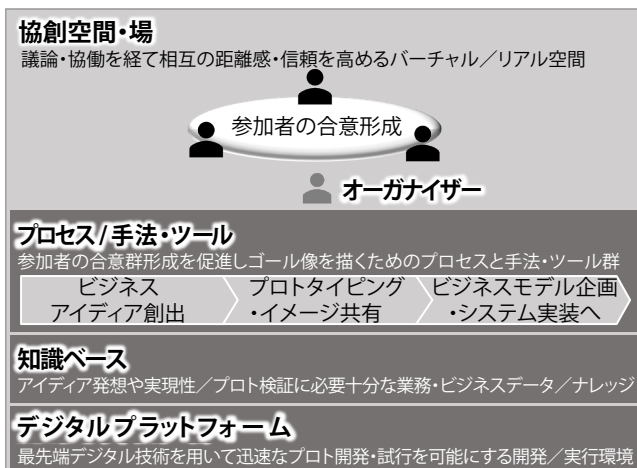 協創空間・場
議論・協働を経て相互の距離感・信頼を高めるバーチャル／リアル空間
参加者の合意形成
オーガナイザー
プロセス/手法・ツール
参加者の合意群形成を促進しゴール像を描くためのプロセスと手法・ツール群
ビジネス
アイディア創出
プロトタイピング
・イメージ共有
ビジネスモデル企画
・システム実装へ
知識ベース
アイディア発想や実現性／プロト検証に必要十分な業務・ビジネスデータ／ナレッジ
デジタルプラットフォーム
最先端デジタル技術を用いて迅速なプロト開発・試行を可能にする開発／実行環境